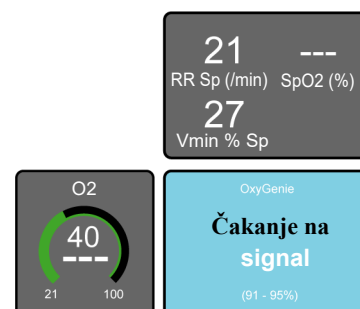 21 ---
RR Sp (/min) SpO2 (%)
27
Vmin % Sp
O2
40
---
21 100
OxyGenie
Čakanje na
signal
(91 - 95%)